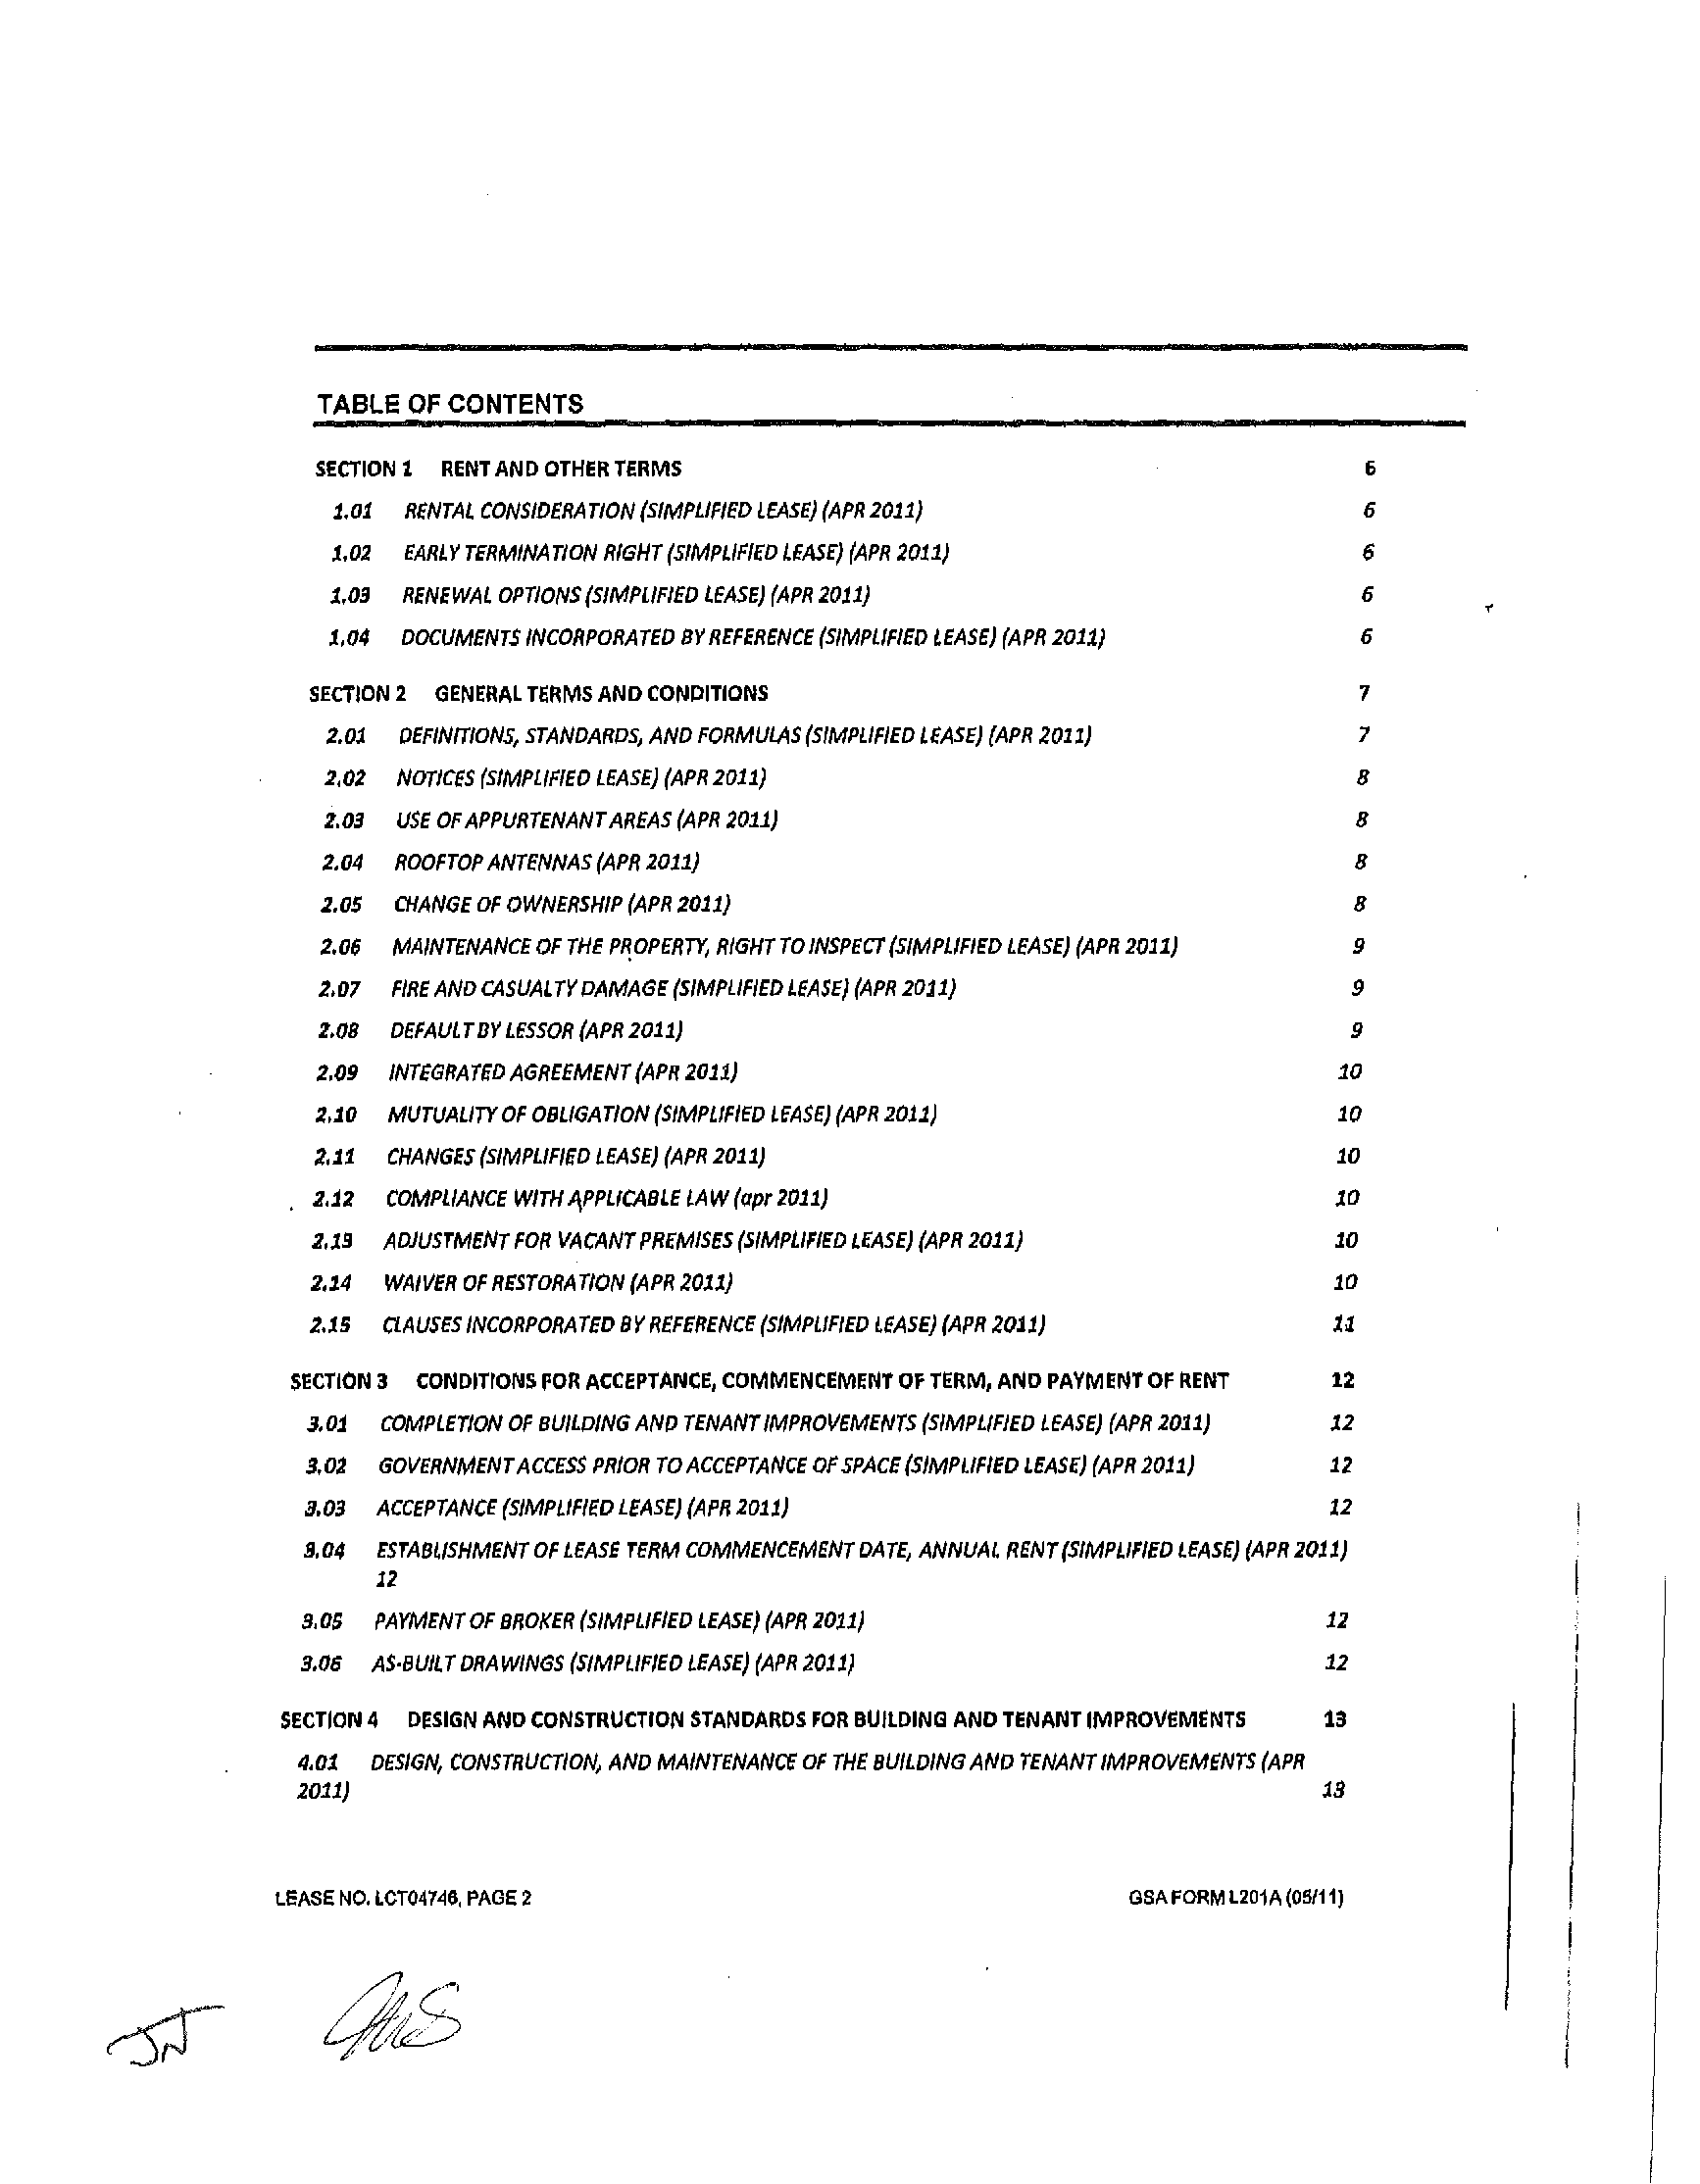 TABLE OF CONTENTS
SECTION 1 RENT AND OTHER TERMS 6
1.01 RENTAL CONSIDERATION (SIMPLIFIED LEASE) (APR 2011) 6
1.02 EARLY TERMINATION RIGHT (SIMPLIFIED LEASE) (APR 2011) 6
1.03 RENEWAL OPTIONS (SIMPLIFIED LEASE) (APR 2011) 6
1.04 DOCUMENTS INCORPORATED BY REFERENCE (SIMPLIFIED LEASE) (APR 2011) 6
SECTION 2 GENERAL TERMS AND CONDITIONS 7
2.01 DEFINITIONS, STANDARDS, AND FORMULAS (SIMPLIFIED LEASE) (APR 2011) 7
2.02 NOTICES (SIMPLIFIED LEASE) (APR 2011) 8
2.03 USE OF APPURTENANT AREAS (APR 2011) 8
2.04 ROOFTOP ANTENNAS (APR 2011) 8
2.05 CHANGE OF OWNERSHIP (APR 2011) 8
2.06 MAINTENANCE OF THE PROPERTY, RIGHT TO INSPECT (SIMPLIFIED LEASE) (APR 2011) 9
2.07 FIRE AND CASUALTY DAMAGE (SIMPLIFIED LEASE) (APR 2011) 9
2.08 DEFAULT BY LESSOR (APR 2011) 9
2.09 INTEGRATED AGREEMENT (APR 2011) 10
2.10 MUTUALITY OF OBLIGATION (SIMPLIFIED LEASE) (APR 2011) 10
2.11 CHANGES (SIMPLIFIED LEASE) (APR 2011) 10
2.12 COMPLIANCE WITH APPLICABLE LAW (apr 2011) 10
2.13 ADJUSTMENT FOR VACANT PREMISES (SIMPLIFIED LEASE) (APR 2011) 10
2.14 WAIVER OF RESTORATION (APR 2011) 10
2.15 CLAUSES INCORPORATED BY REFERENCE (SIMPLIFIED LEASE) (APR 2011) 11
SECTION 3 CONDITIONS FOR ACCEPTANCE, COMMENCEMENT OF TERM, AND PAYMENT OF RENT 12
3.01 COMPLETION OF BUILDING AND TENANT IMPROVEMENTS (SIMPLIFIED LEASE) (APR 2011) 12
3.02 GOVERNMENT ACCESS PRIOR TO ACCEPTANCE OF SPACE (SIMPLIFIED LEASE) (APR 2011) 12
3.03 ACCEPTANCE (SIMPLIFIED LEASE) (APR 2011) 12
3.04 ESTABLISHMENT OF LEASE TERM COMMENCEMENT DATE, ANNUAL RENT (SIMPLIFIED LEASE) (APR 2011)
12
3.05 PAYMENT OF BROKER (SIMPLIFIED LEASE) (APR 2011) 12
3.06 AS-BUILT DRAWINGS (SIMPLIFIED LEASE) (APR 2011) 12
SECTION 4 DESIGN AND CONSTRUCTION STANDARDS FOR BUILDING AND TENANT IMPROVEMENTS 13
4.01 DESIGN, CONSTRUCTION, AND MAINTENANCE OF THE BUILDING AND TENANT IMPROVEMENTS (APR
2011) 13
LEASE NO. LCT04746, PAGE 2 GSA FORM L201A (05/11)